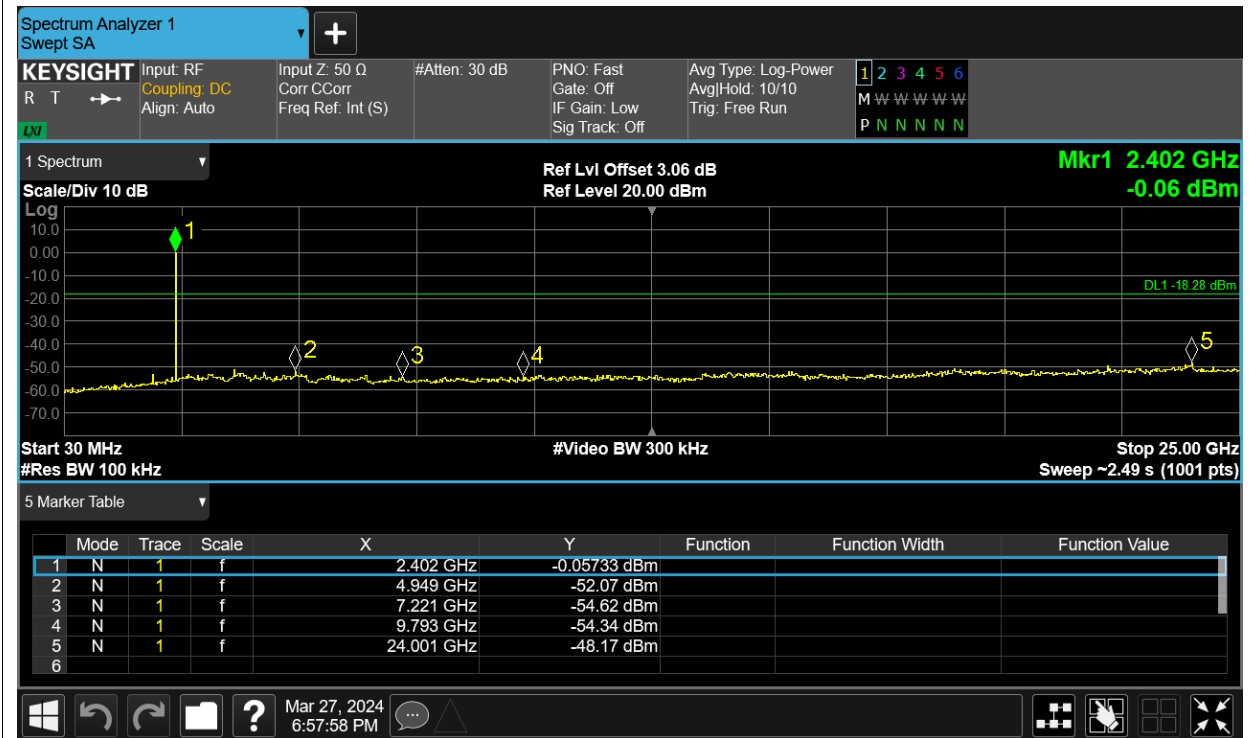 Spectrum Analyzer 1
Swept SA
KEYSIGHT
R T
LXI
Input: RF
Coupling: DC
Align: Auto
Input Z: 50 Ω
Corr CCorr
Freq Ref: Int (S)
#Atten: 30 dB
PNO: Fast
Gate: Off
IF Gain: Low
Sig Track: Off
Avg Type: Log-Power
Avg|Hold: 10/10
Trig: Free Run
1 2 3 4 5 6
M W W W W W
P N N N N N
1 Spectrum
Scale/Div 10 dB
Ref Lvl Offset 3.06 dB
Ref Level 20.00 dBm
Mkr1 2.402 GHz
-0.06 dBm
Log
10.0
0.00
-10.0
-20.0
-30.0
-40.0
-50.0
-60.0
-70.0
1
2
3
4
5
DL1 -18.28 dBm
Start 30 MHz
#Res BW 100 kHz
#Video BW 300 kHz
Stop 25.00 GHz
Sweep ~2.49 s (1001 pts)
5 Marker Table
Mode Trace Scale X Y Function Function Width Function Value
1 N 1 f 2.402 GHz -0.05733 dBm
2 N 1 f 4.949 GHz -52.07 dBm
3 N 1 f 7.221 GHz -54.62 dBm
4 N 1 f 9.793 GHz -54.34 dBm
5 N 1 f 24.001 GHz -48.17 dBm
6
?
Mar 27, 2024
6:57:58 PM